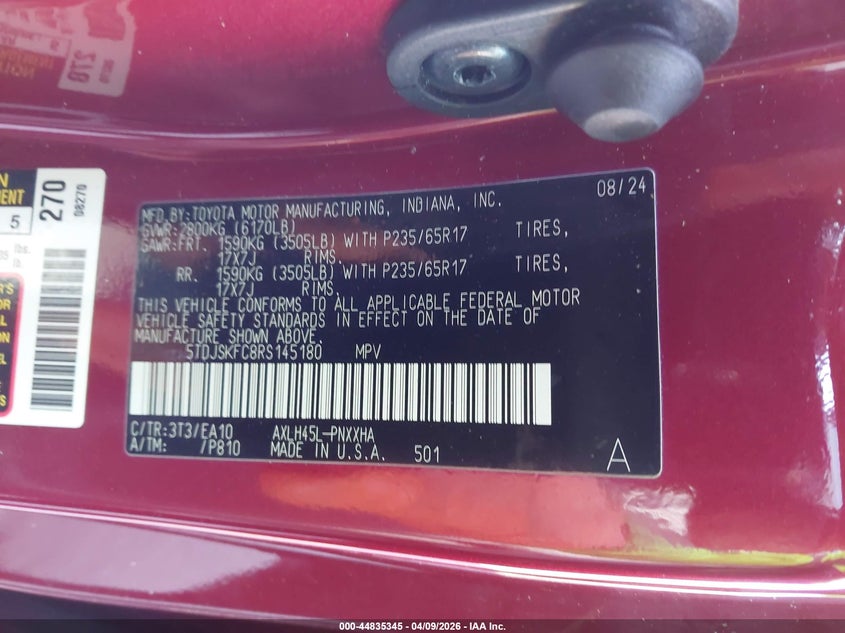 MFD.BY:TOYOTA MOTOR MANUFACTURING, INDIANA, INC. 08/24
GVWR:2800KG (6170LB)
GAWR:FRT. 1590KG (3505LB) WITH P235/65R17 TIRES,
17X7J RIMS.
RR. 1590KG (3505LB) WITH P235/65R17 TIRES,
17X7J RIMS.
THIS VEHICLE CONFORMS TO ALL APPLICABLE FEDERAL MOTOR
VEHICLE SAFETY STANDARDS IN EFFECT ON THE DATE OF
MANUFACTURE SHOWN ABOVE.
5TDJSKFC8RS145180 MPV
C/TR:3T3/EA10 AXLH45L-PNXXHA
A/TM: /P810 MADE IN U.S.A. 501
A
270
08270
5
lbs.
000-44835345 | 04/09/2026 - IAA Inc.